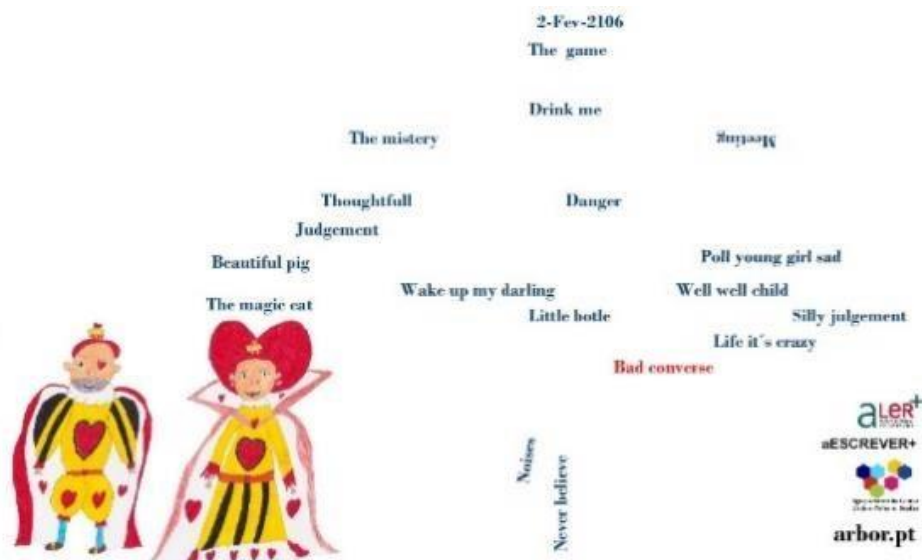 2-Fev-2106
The game
Drink me
The mistery
Meeting
Thoughtfull
Danger
Judgement
Beautiful pig
Poll young girl sad
Wake up my darling
Well well child
The magic cat
Little botle
Silly julgement
Life it´s crazy
Bad converse
Noises
Never believe
aLeR+
aESCREVER+
arbor.pt